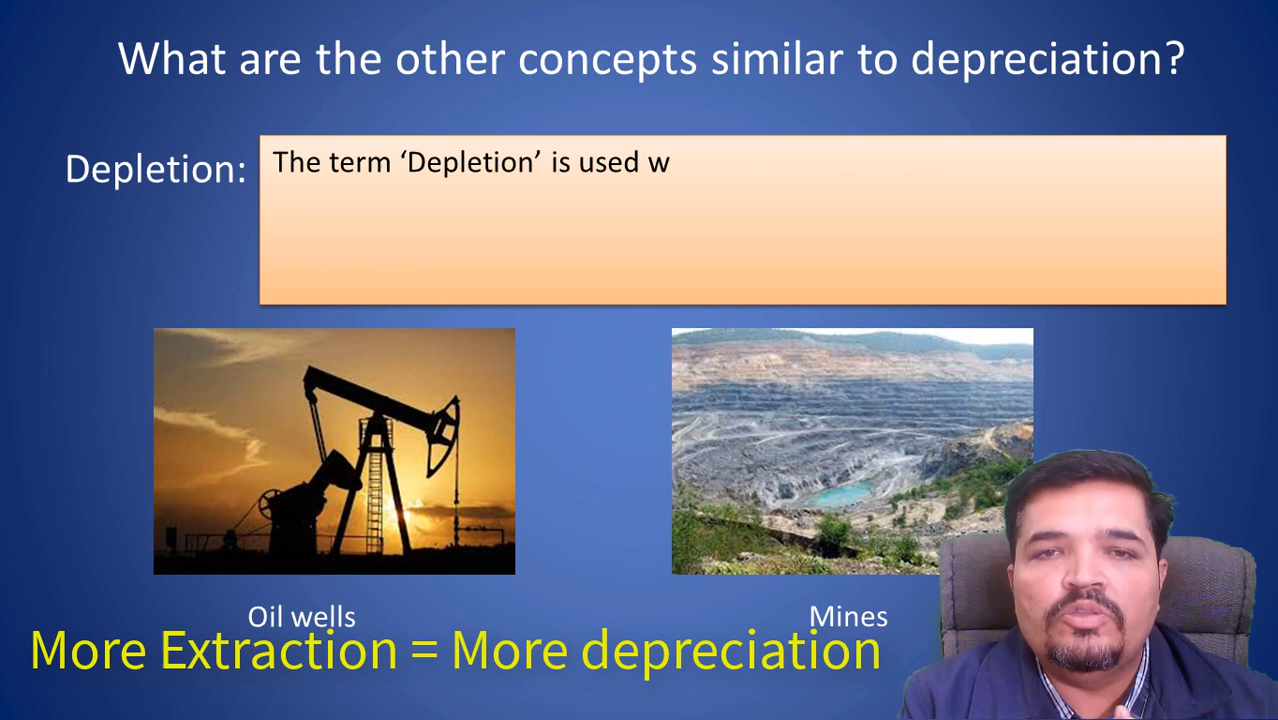 What are the other concepts similar to depreciation?
Depletion:
The term ‘Depletion’ is used w
Oil wells
Mines
More Extraction = More depreciation